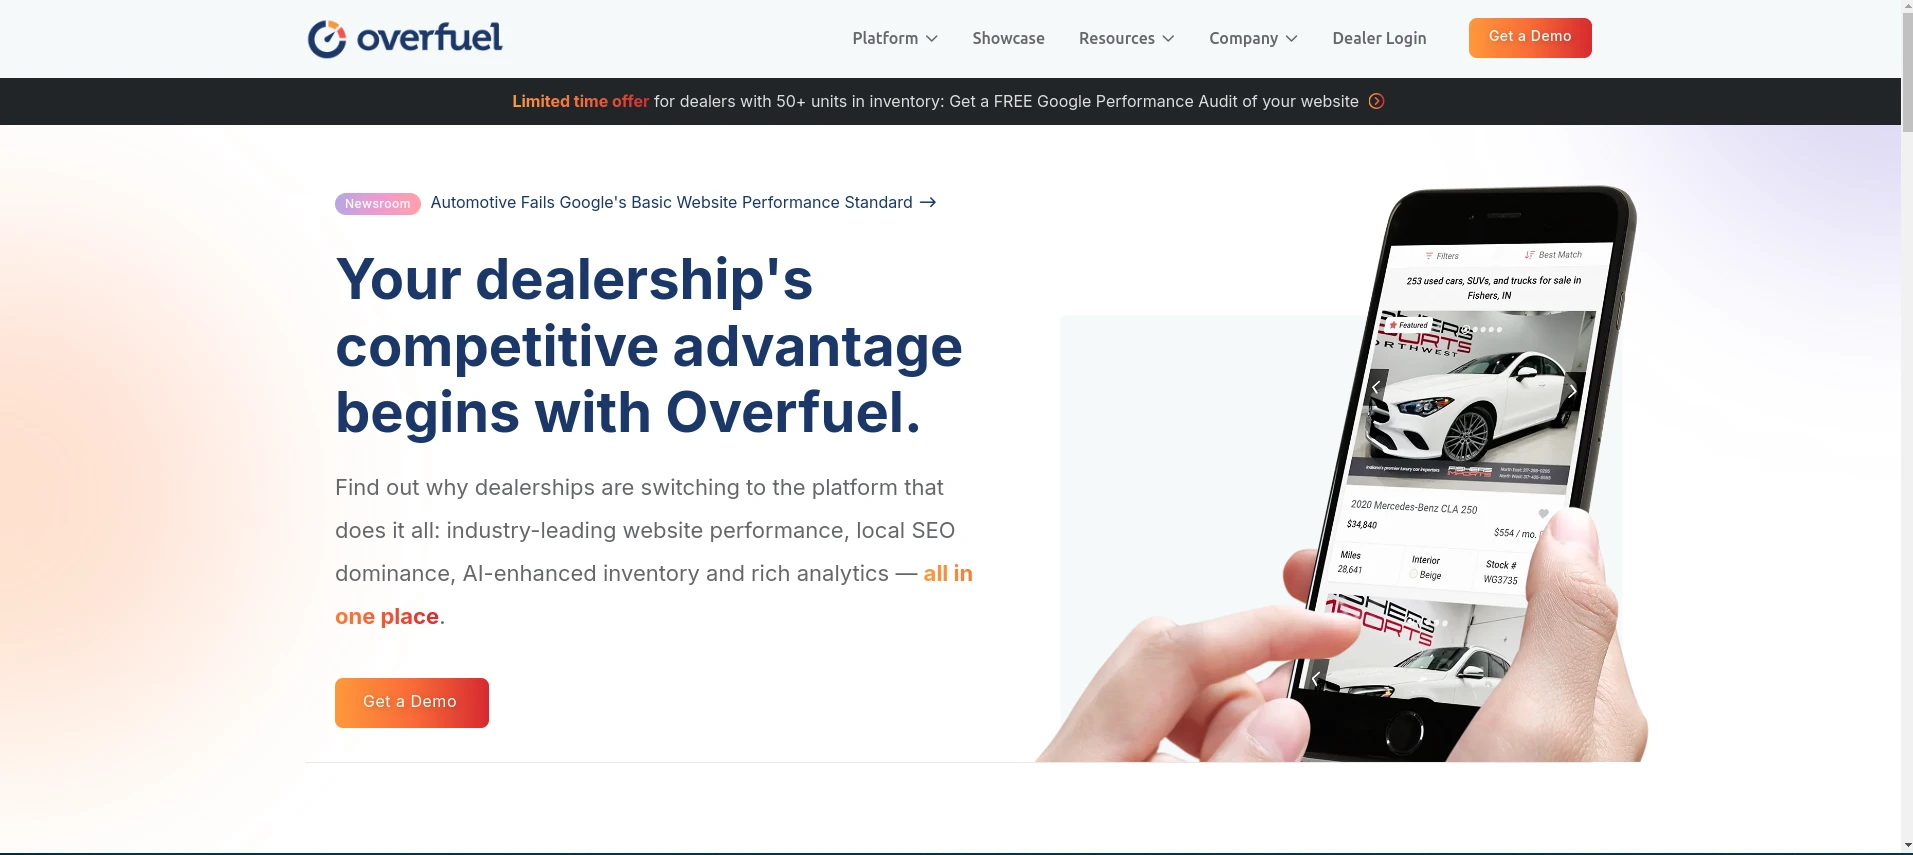 overfuel
Platform
Showcase
Resources
Company
Dealer Login
Get a Demo
Limited time offer for dealers with 50+ units in inventory: Get a FREE Google Performance Audit of your website
Newsroom
Automotive Fails Google's Basic Website Performance Standard →
Your dealership's
competitive advantage
begins with Overfuel.
Find out why dealerships are switching to the platform that
does it all: industry-leading website performance, local SEO
dominance, AI-enhanced inventory and rich analytics — all in
one place.
Get a Demo
Filters
Best Match
253 used cars, SUVs, and trucks for sale in
Fishers, IN
Featured
2020 Mercedes-Benz CLA 250
$34,840
$554 / mo.
Miles
28,641
Interior
Beige
Stock #
WG3735